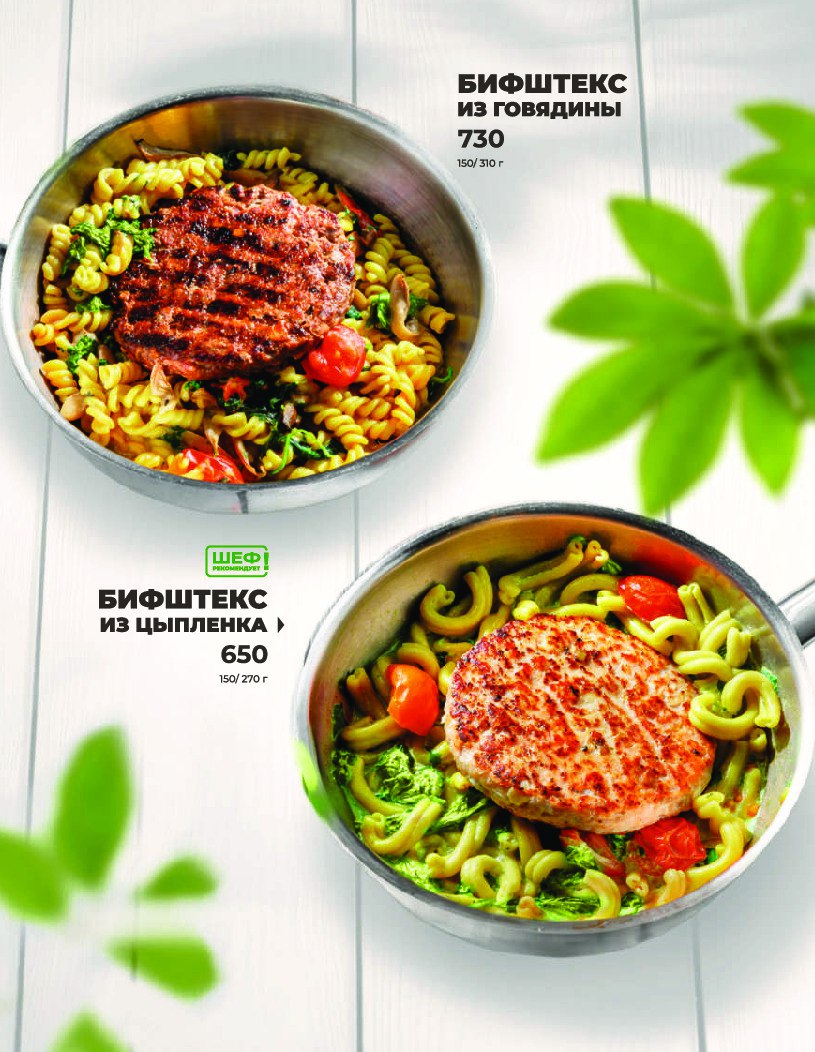 БИФШТЕКС
ИЗ ГОВЯДИНЫ
730
150/ 310 г
ШЕФ!
РЕКОМЕНДУЕТ
БИФШТЕКС
ИЗ ЦЫПЛЕНКА
650
150/ 270 г